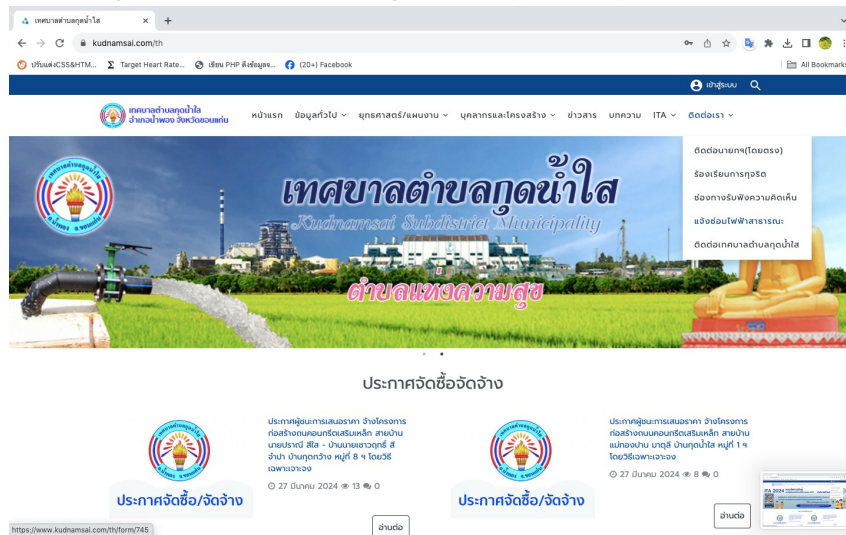 เทศบาลตำบลกุดน้ำใส
kudnamsai.com/th
ปรับแต่งCSS&HTM...
Target Heart Rate...
เขียน PHP ดึงข้อมูลจ...
(20+) Facebook
All Bookmarks
เข้าสู่ระบบ
เทศบาลตำบลกุดน้ำใส
อำเภอน้ำพอง จังหวัดขอนแก่น
หน้าแรก ข้อมูลทั่วไป ยุทธศาสตร์/แผนงาน บุคลากรและโครงสร้าง ข่าวสาร บทความ ITA ติดต่อเรา
ติดต่อนายกฯ(โดยตรง)
ร้องเรียนการทุจริต
ช่องทางรับฟังความคิดเห็น
แจ้งซ่อมไฟฟ้าสาธารณะ
ติดต่อเทศบาลตำบลกุดน้ำใส
เทศบาลตำบลกุดน้ำใส
Kudnamsai Subdistrict Municipality
ตำบลแห่งความสุข
อ.น้ำพอง จ.ขอนแก่น
ประกาศจัดซื้อจัดจ้าง
ประกาศจัดซื้อ/จัดจ้าง
ประกาศผู้ชนะการเสนอราคา จ้างโครงการ
ก่อสร้างถนคอนกรีตเสริมเหล็ก สายบ้าน
นายปราณี สีใส - บ้านนายเชาวฤทธิ์ สี
จำปา บ้านกุดกว้าง หมู่ที่ 8 ฯ โดยวิธี
เฉพาะเจาะจง
27 มีนาคม 2024 13 0
อ่านต่อ
ประกาศจัดซื้อ/จัดจ้าง
ประกาศผู้ชนะการเสนอราคา จ้างโครงการ
ก่อสร้างถนนคอนกรีตเสริมเหล็ก สายบ้าน
แม่ทองปาน มาตุลี บ้านกุดน้ำใส หมู่ที่ 1 ฯ
โดยวิธีเฉพาะเจาะจง
27 มีนาคม 2024 8 0
อ่านต่อ
ITA 2024
https://www.kudnamsai.com/th/form/745